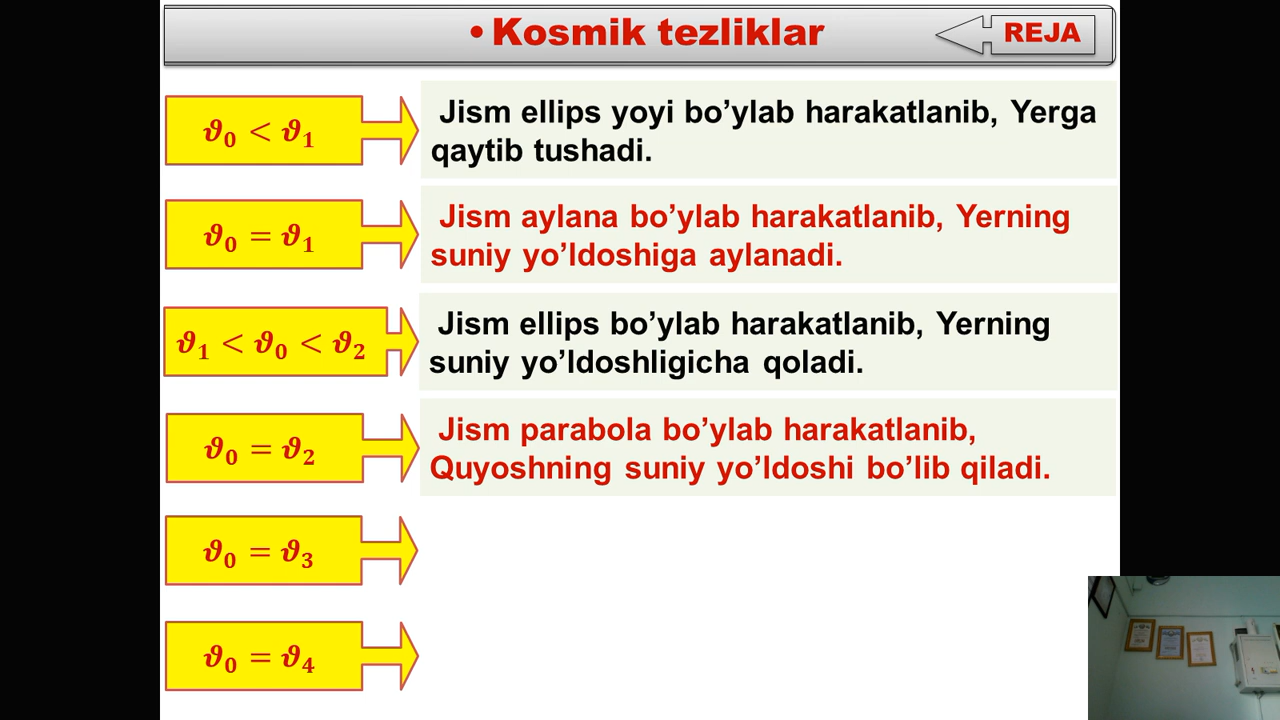 • Kosmik tezliklar
REJA
𝝑₀ < 𝝑₁
Jism ellips yoyi bo’ylab harakatlanib, Yerga
qaytib tushadi.
𝝑₀ = 𝝑₁
Jism aylana bo’ylab harakatlanib, Yerning
suniy yo’ldoshiga aylanadi.
𝝑₁ < 𝝑₀ < 𝝑₂
Jism ellips bo’ylab harakatlanib, Yerning
suniy yo’ldoshligicha qoladi.
𝝑₀ = 𝝑₂
Jism parabola bo’ylab harakatlanib,
Quyoshning suniy yo’ldoshi bo’lib qiladi.
𝝑₀ = 𝝑₃
𝝑₀ = 𝝑₄